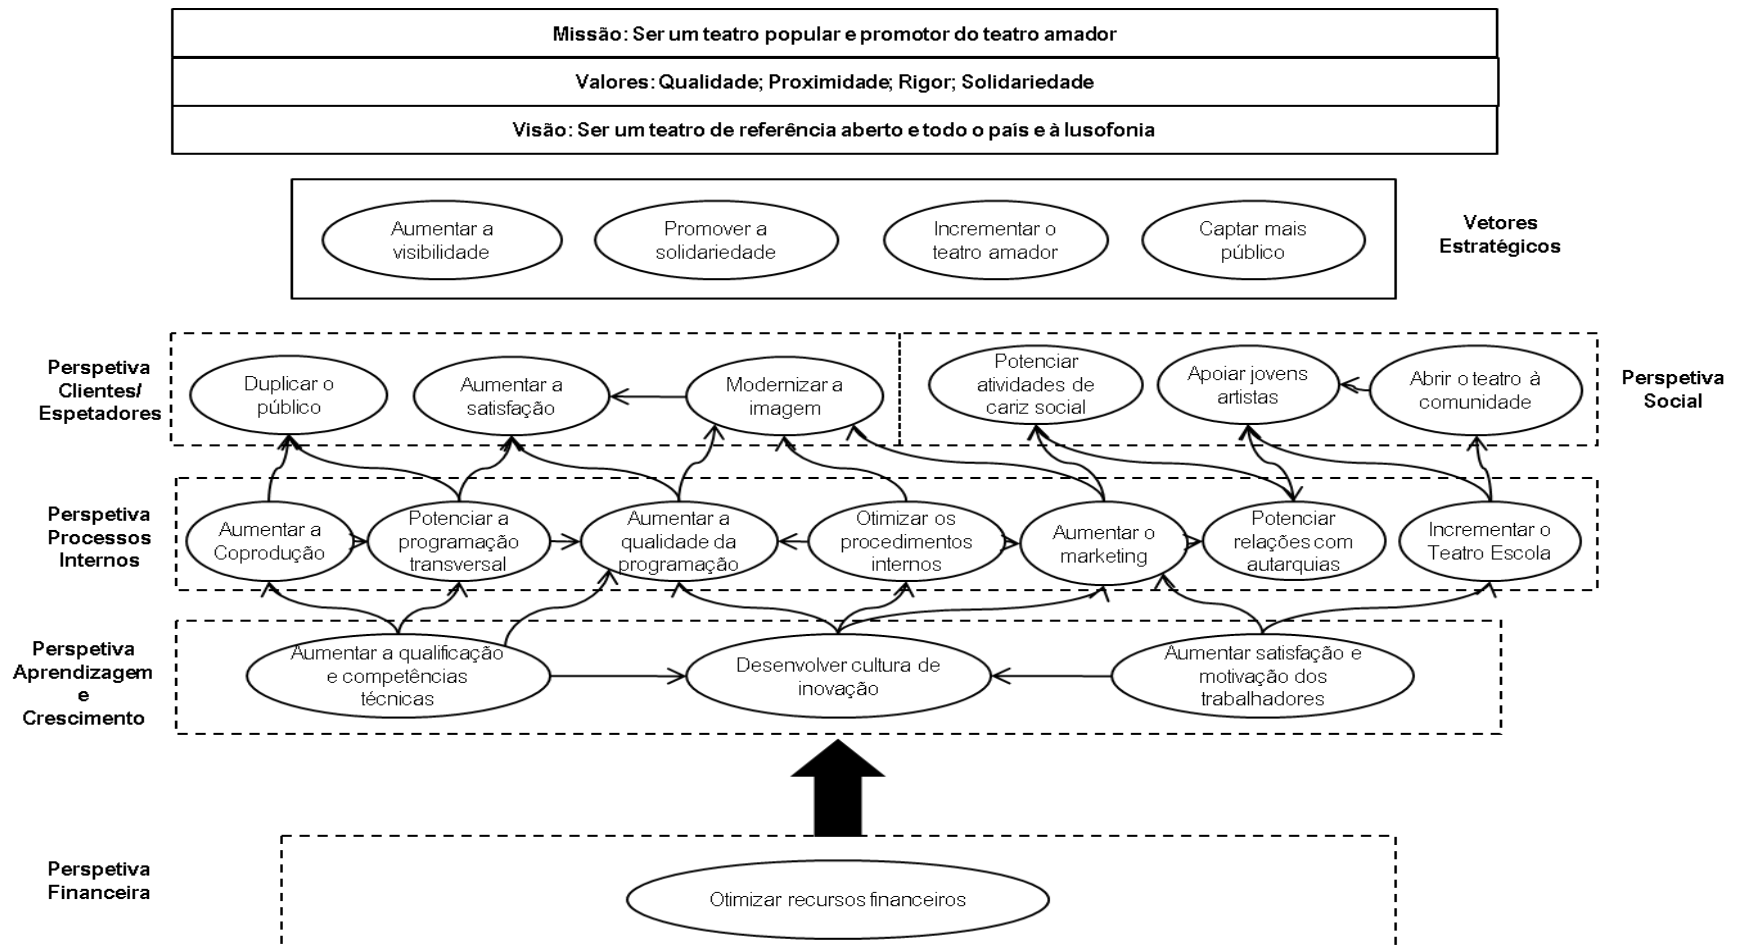 Missão: Ser um teatro popular e promotor do teatro amador
Valores: Qualidade; Proximidade; Rigor; Solidariedade
Visão: Ser um teatro de referência aberto e todo o país e à lusofonia
Aumentar a
visibilidade
Promover a
solidariedade
Incrementar o
teatro amador
Captar mais
público
Vetores
Estratégicos
Perspetiva
Clientes/
Espetadores
Duplicar o
público
Aumentar a
satisfação
Modernizar a
imagem
Potenciar
atividades de
cariz social
Apoiar jovens
artistas
Abrir o teatro à
comunidade
Perspetiva
Social
Perspetiva
Processos
Internos
Aumentar a
Coprodução
Potenciar a
programação
transversal
Aumentar a
qualidade da
programação
Otimizar os
procedimentos
internos
Aumentar o
marketing
Potenciar
relações com
autarquias
Incrementar o
Teatro Escola
Perspetiva
Aprendizagem
e
Crescimento
Aumentar a qualificação
e competências
técnicas
Desenvolver cultura de
inovação
Aumentar satisfação e
motivação dos
trabalhadores
Perspetiva
Financeira
Otimizar recursos financeiros